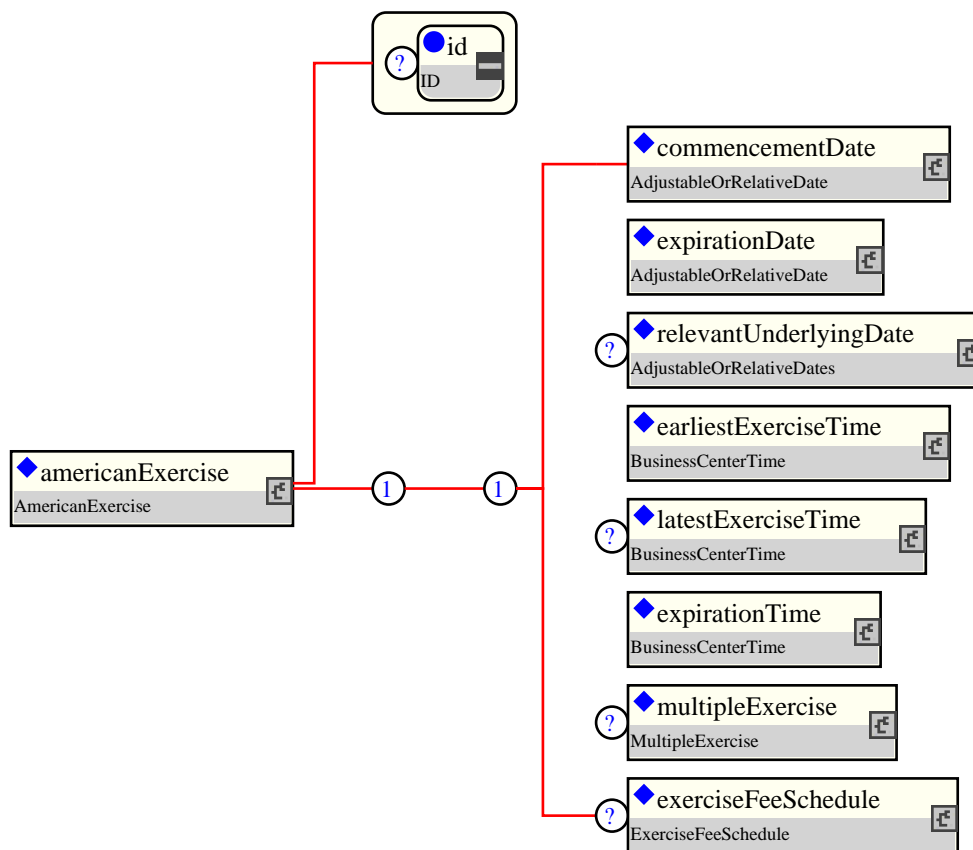 id
?
ID
commencementDate
AdjustableOrRelativeDate
expirationDate
AdjustableOrRelativeDate
? relevantUnderlyingDate
AdjustableOrRelativeDates
earliestExerciseTime
BusinessCenterTime
americanExercise
AmericanExercise
1 1
? latestExerciseTime
BusinessCenterTime
expirationTime
BusinessCenterTime
? multipleExercise
MultipleExercise
? exerciseFeeSchedule
ExerciseFeeSchedule